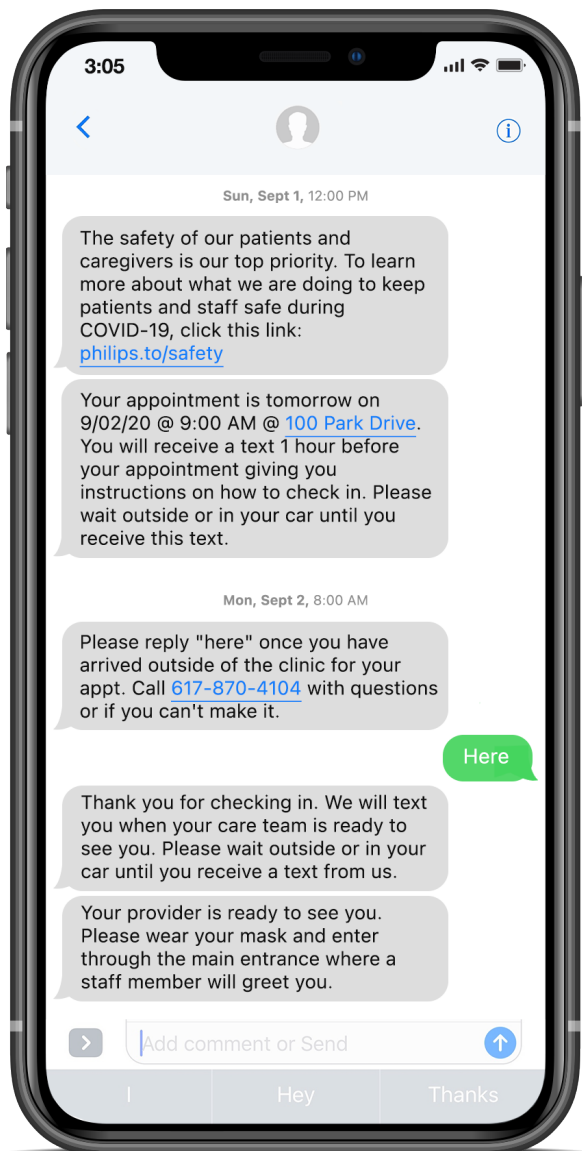 3:05
Sun, Sept 1, 12:00 PM
The safety of our patients and
caregivers is our top priority. To learn
more about what we are doing to keep
patients and staff safe during
COVID-19, click this link:
philips.to/safety
Your appointment is tomorrow on
9/02/20 @ 9:00 AM @ 100 Park Drive.
You will receive a text 1 hour before
your appointment giving you
instructions on how to check in. Please
wait outside or in your car until you
receive this text.
Mon, Sept 2, 8:00 AM
Please reply "here" once you have
arrived outside of the clinic for your
appt. Call 617-870-4104 with questions
or if you can't make it.
Here
Thank you for checking in. We will text
you when your care team is ready to
see you. Please wait outside or in your
car until you receive a text from us.
Your provider is ready to see you.
Please wear your mask and enter
through the main entrance where a
staff member will greet you.
Add comment or Send
I Hey Thanks